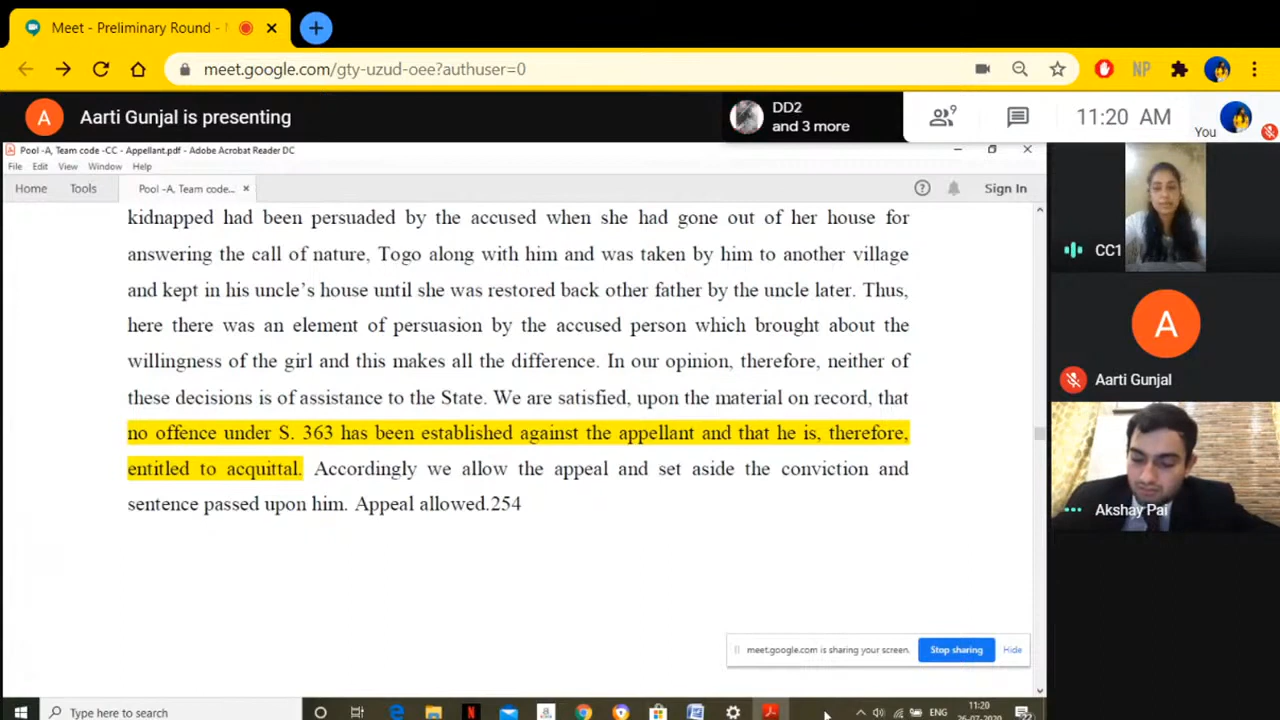 Meet - Preliminary Round -
meet.google.com/gty-uzud-oee?authuser=0
NP
A
Aarti Gunjal is presenting
DD2
and 3 more
9
11:20 AM
You
Pool -A, Team code -CC - Appellant.pdf - Adobe Acrobat Reader DC
File Edit View Window Help
Home Tools Pool -A, Team code...
Sign In
kidnapped had been persuaded by the accused when she had gone out of her house for
answering the call of nature, Togo along with him and was taken by him to another village
and kept in his uncle's house until she was restored back other father by the uncle later. Thus,
here there was an element of persuasion by the accused person which brought about the
willingness of the girl and this makes all the difference. In our opinion, therefore, neither of
these decisions is of assistance to the State. We are satisfied, upon the material on record, that
no offence under S. 363 has been established against the appellant and that he is, therefore,
entitled to acquittal. Accordingly we allow the appeal and set aside the conviction and
sentence passed upon him. Appeal allowed.254
CC1
A
Aarti Gunjal
Akshay Pai
meet.google.com is sharing your screen. Stop sharing Hide
Type here to search
ENG
11:20
26-07-2020